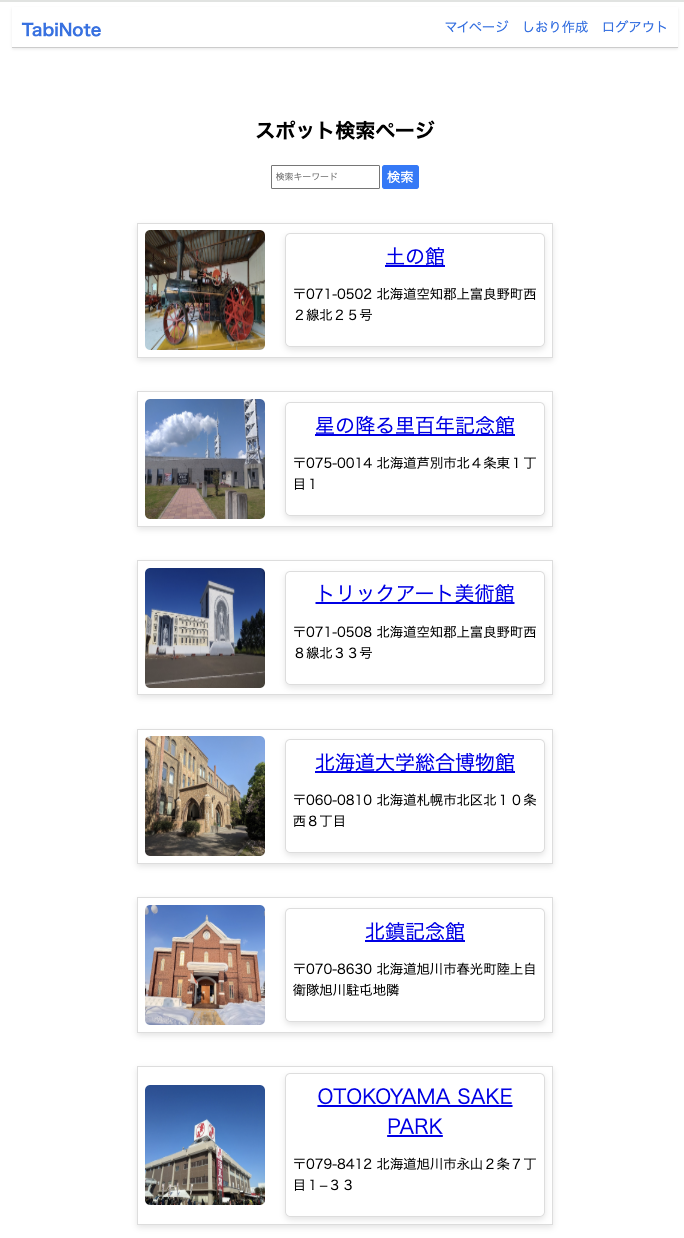 TabiNote
マイページ しおり作成 ログアウト
スポット検索ページ
検索キーワード 検索
土の館
〒071-0502 北海道空知郡上富良野町西
２線北２５号
星の降る里百年記念館
〒075-0014 北海道芦別市北４条東１丁
目１
トリックアート美術館
〒071-0508 北海道空知郡上富良野町西
８線北３３号
北海道大学総合博物館
〒060-0810 北海道札幌市北区北１０条
西８丁目
北鎮記念館
〒070-8630 北海道旭川市春光町陸上自
衛隊旭川駐屯地隣
OTOKOYAMA SAKE
PARK
〒079-8412 北海道旭川市永山２条７丁
目１−３３